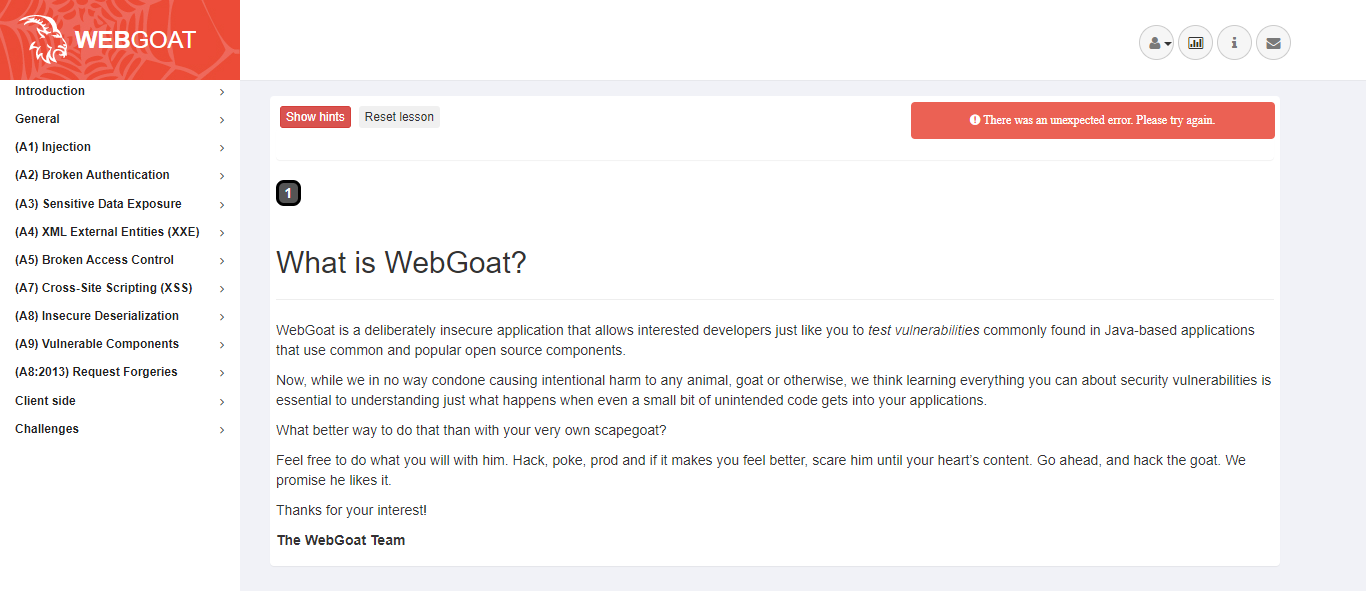 WEBGOAT
Introduction
General
(A1) Injection
(A2) Broken Authentication
(A3) Sensitive Data Exposure
(A4) XML External Entities (XXE)
(A5) Broken Access Control
(A7) Cross-Site Scripting (XSS)
(A8) Insecure Deserialization
(A9) Vulnerable Components
(A8:2013) Request Forgeries
Client side
Challenges
Show hints Reset lesson
There was an unexpected error. Please try again.
1
What is WebGoat?
WebGoat is a deliberately insecure application that allows interested developers just like you to test vulnerabilities commonly found in Java-based applications
that use common and popular open source components.
Now, while we in no way condone causing intentional harm to any animal, goat or otherwise, we think learning everything you can about security vulnerabilities is
essential to understanding just what happens when even a small bit of unintended code gets into your applications.
What better way to do that than with your very own scapegoat?
Feel free to do what you will with him. Hack, poke, prod and if it makes you feel better, scare him until your heart’s content. Go ahead, and hack the goat. We
promise he likes it.
Thanks for your interest!
The WebGoat Team